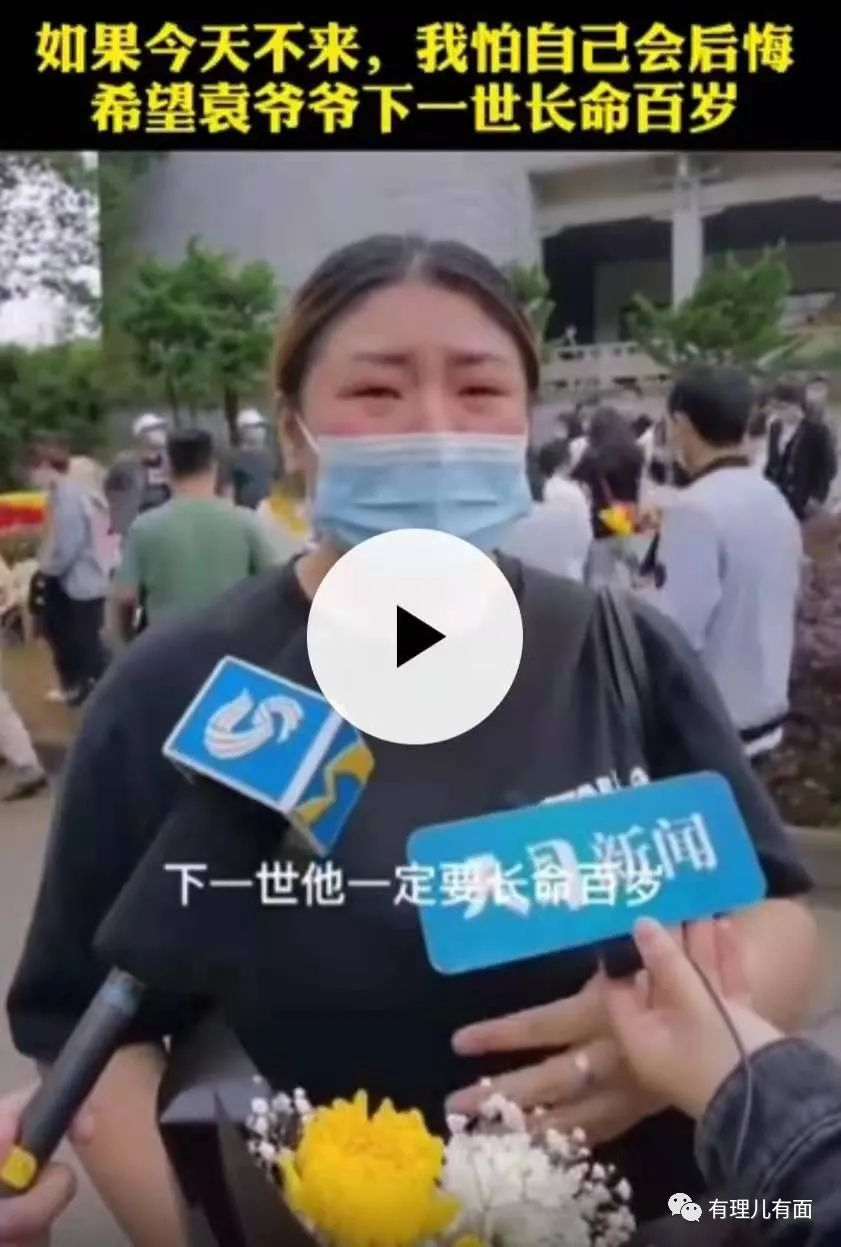 如果今天不来，我怕自己会后悔
希望袁爷爷下一世长命百岁
新闻
下一世他一定要长命百岁
有理儿有面